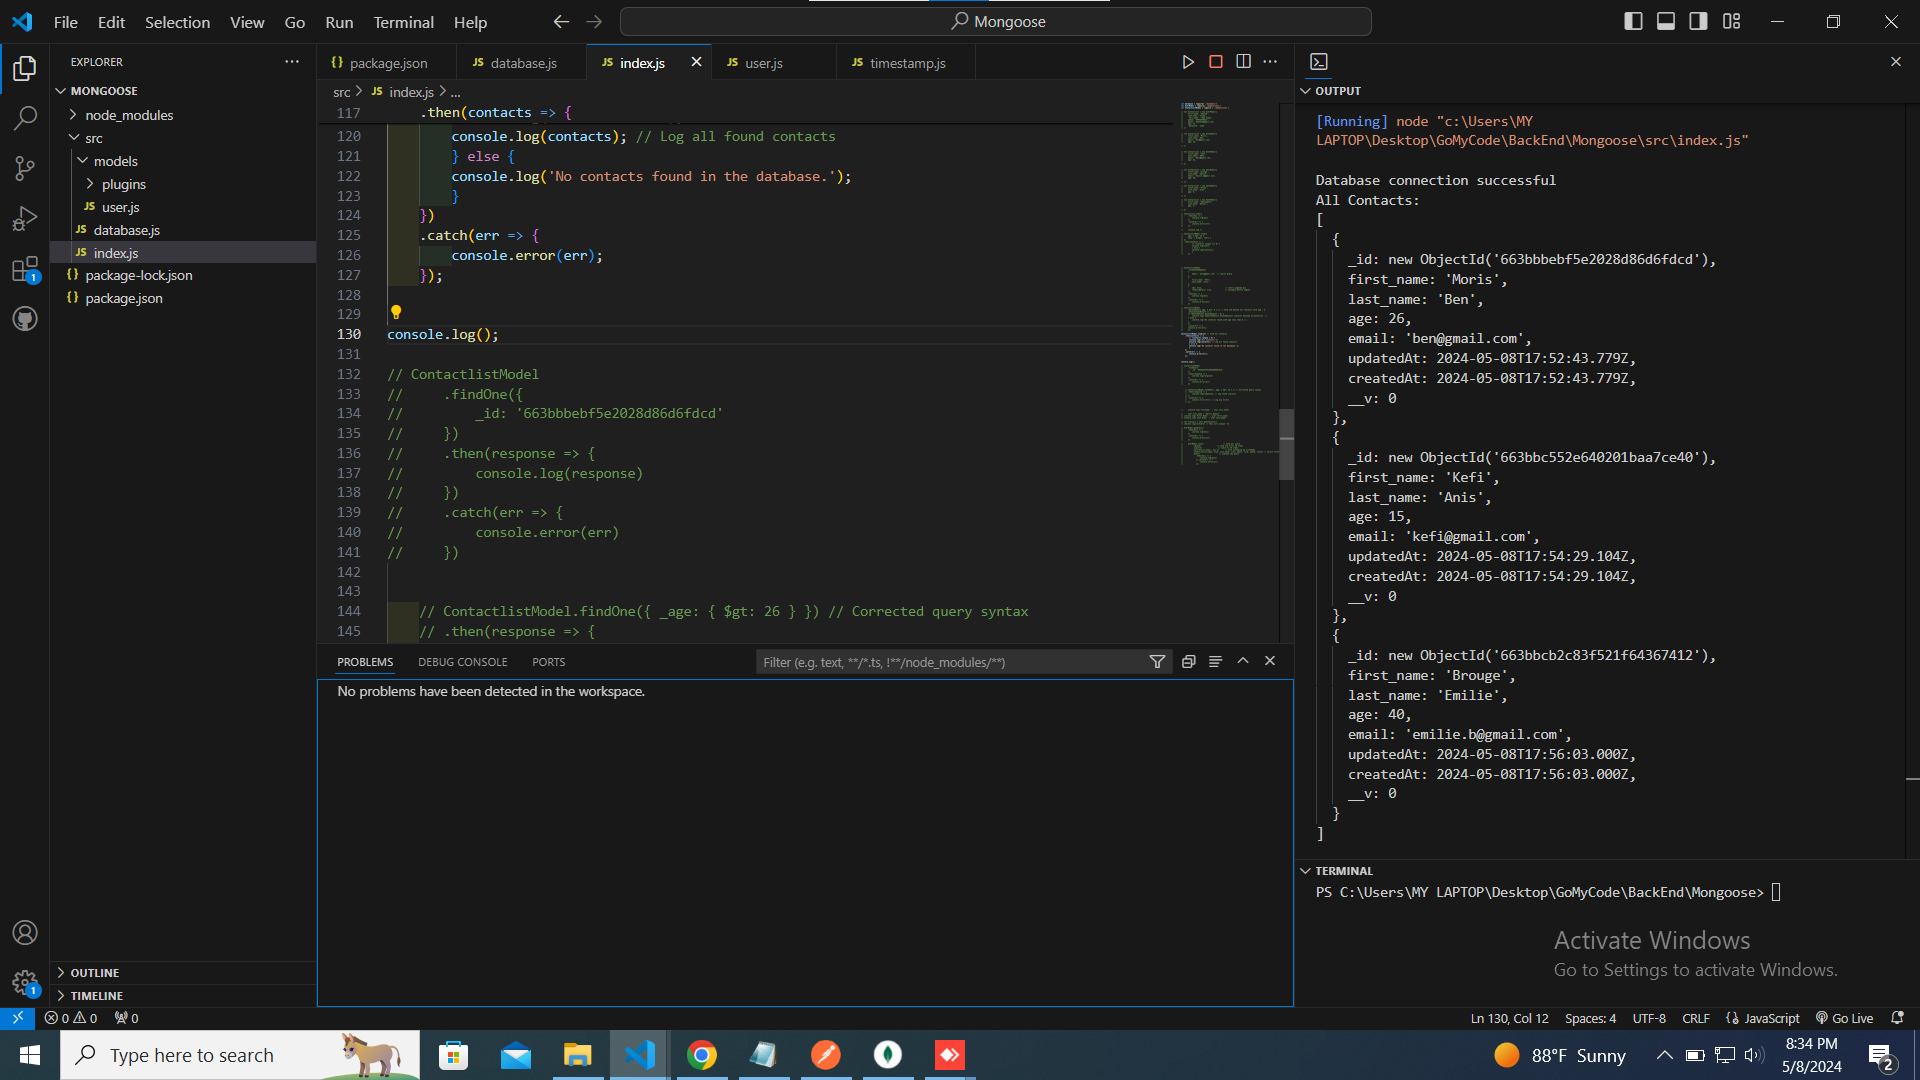 File Edit Selection View Go Run Terminal Help
Mongoose
EXPLORER
MONGOOSE
node_modules
src
models
plugins
JS user.js
JS database.js
JS index.js
{} package-lock.json
{} package.json
OUTLINE
TIMELINE
{} package.json JS database.js JS index.js JS user.js JS timestamp.js
src > JS index.js > ...
117 .then(contacts => {
120 console.log(contacts); // Log all found contacts
121 } else {
122 console.log('No contacts found in the database.');
123 }
124 })
125 .catch(err => {
126 console.error(err);
127 });
128
129
130 console.log();
131
132 // ContactlistModel
133 // .findOne({
134 // _id: '663bbbebf5e2028d86d6fdcd'
135 // })
136 // .then(response => {
137 // console.log(response)
138 // })
139 // .catch(err => {
140 // console.error(err)
141 // })
142
143
144 // ContactlistModel.findOne({ _age: { $gt: 26 } }) // Corrected query syntax
145 // .then(response => {
PROBLEMS DEBUG CONSOLE PORTS
Filter (e.g. text, **/*.ts, !**/node_modules/**)
No problems have been detected in the workspace.
OUTPUT
[Running] node "c:\Users\MY
LAPTOP\Desktop\GoMyCode\BackEnd\Mongoose\src\index.js"
Database connection successful
All Contacts:
[
{
_id: new ObjectId('663bbbebf5e2028d86d6fdcd'),
first_name: 'Moris',
last_name: 'Ben',
age: 26,
email: 'ben@gmail.com',
updatedAt: 2024-05-08T17:52:43.779Z,
createdAt: 2024-05-08T17:52:43.779Z,
__v: 0
},
{
_id: new ObjectId('663bbc552e640201baa7ce40'),
first_name: 'Kefi',
last_name: 'Anis',
age: 15,
email: 'kefi@gmail.com',
updatedAt: 2024-05-08T17:54:29.104Z,
createdAt: 2024-05-08T17:54:29.104Z,
__v: 0
},
{
_id: new ObjectId('663bbcb2c83f521f64367412'),
first_name: 'Brouge',
last_name: 'Emilie',
age: 40,
email: 'emilie.b@gmail.com',
updatedAt: 2024-05-08T17:56:03.000Z,
createdAt: 2024-05-08T17:56:03.000Z,
__v: 0
}
]
TERMINAL
PS C:\Users\MY LAPTOP\Desktop\GoMyCode\BackEnd\Mongoose>
Activate Windows
Go to Settings to activate Windows.
1
1
0 0 0
Ln 130, Col 12 Spaces: 4 UTF-8 CRLF {} JavaScript Go Live
Type here to search
88°F Sunny
8:34 PM
5/8/2024
2